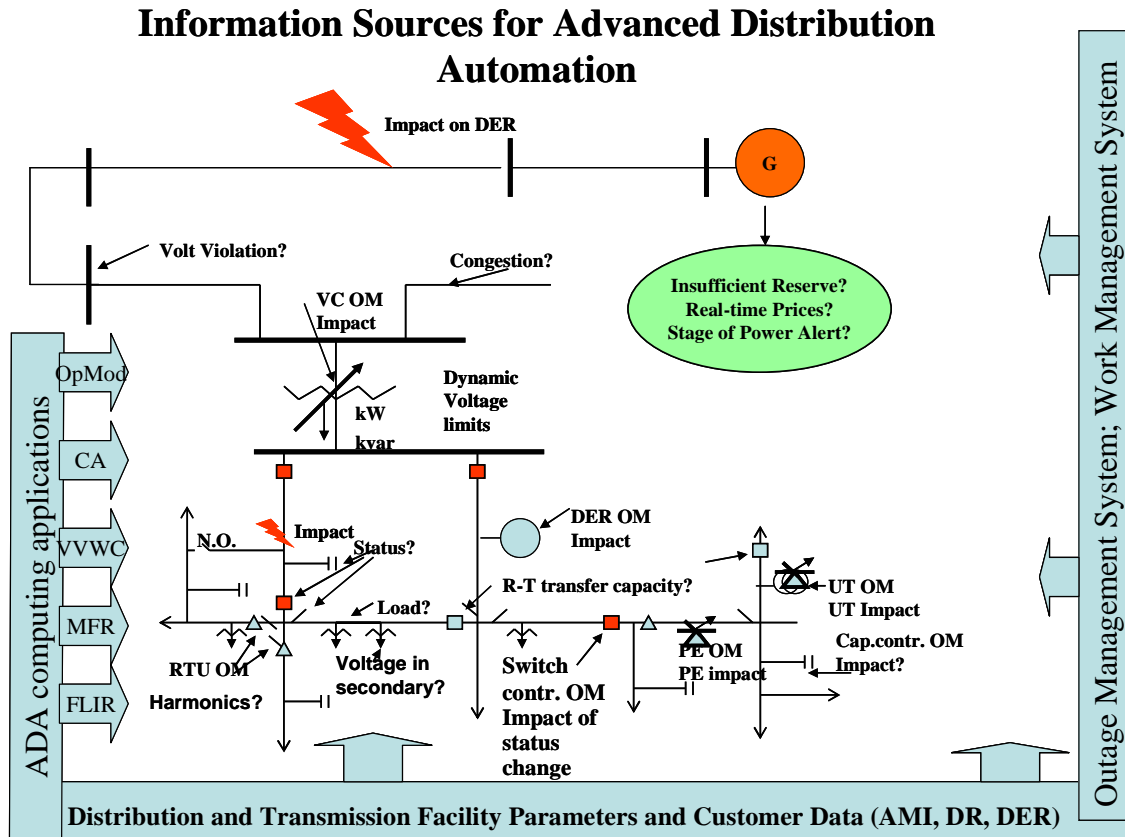 Information Sources for Advanced Distribution
Automation
Impact on DER
G
Volt Violation?
Congestion?
VC OM
Impact
Insufficient Reserve?
Real-time Prices?
Stage of Power Alert?
Dynamic
Voltage
limits
kW
kvar
OpMod
CA
VVWC
MFR
FLIR
ADA computing applications
N.O.
Impact
Status?
DER OM
Impact
R-T transfer capacity?
Load?
UT OM
UT Impact
RTU OM
Harmonics?
Voltage in
secondary?
Switch
contr. OM
Impact of
status
change
PE OM
PE impact
Cap.contr. OM
Impact?
Outage Management System; Work Management System
Distribution and Transmission Facility Parameters and Customer Data (AMI, DR, DER)